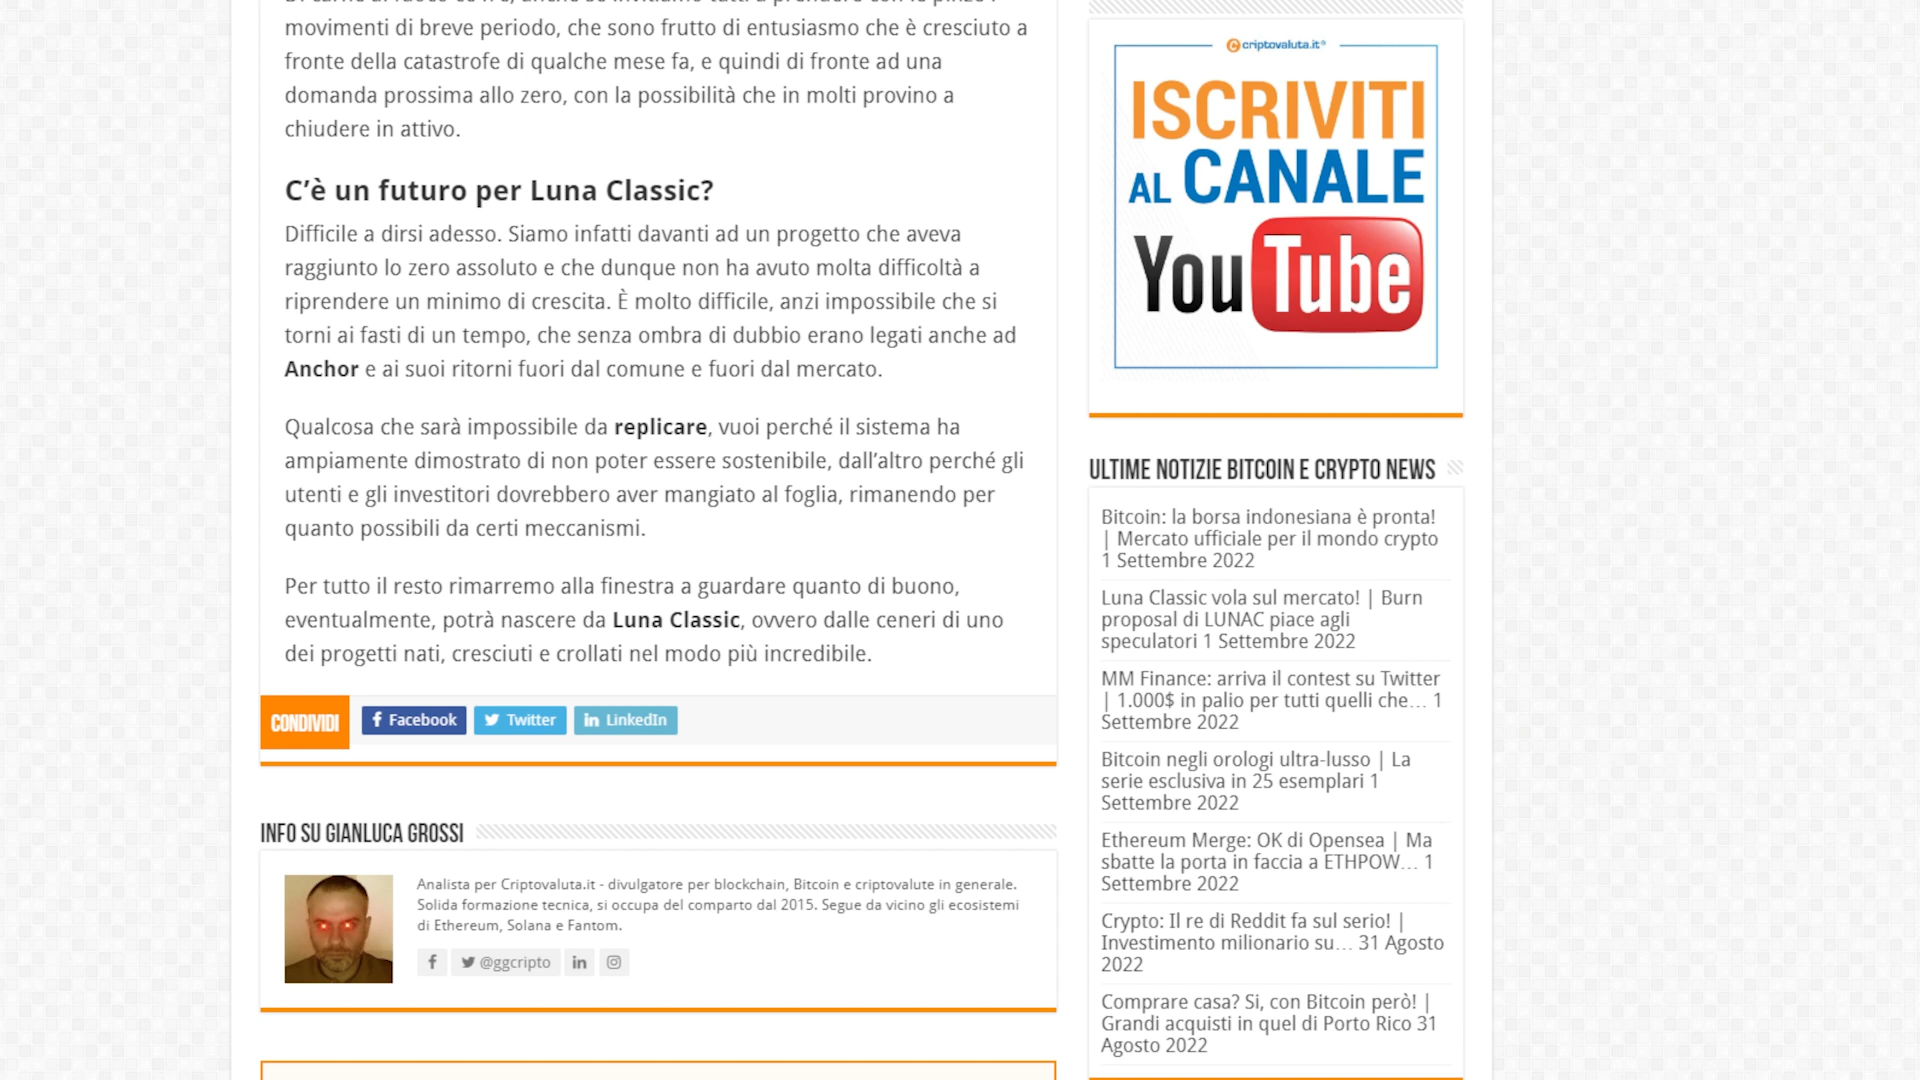 movimenti di breve periodo, che sono frutto di entusiasmo che è cresciuto a
fronte della catastrofe di qualche mese fa, e quindi di fronte ad una
domanda prossima allo zero, con la possibilità che in molti provino a
chiudere in attivo.
C’è un futuro per Luna Classic?
Difficile a dirsi adesso. Siamo infatti davanti ad un progetto che aveva
raggiunto lo zero assoluto e che dunque non ha avuto molta difficoltà a
riprendere un minimo di crescita. È molto difficile, anzi impossibile che si
torni ai fasti di un tempo, che senza ombra di dubbio erano legati anche ad
Anchor e ai suoi ritorni fuori dal comune e fuori dal mercato.
Qualcosa che sarà impossibile da replicare, vuoi perché il sistema ha
ampiamente dimostrato di non poter essere sostenibile, dall’altro perché gli
utenti e gli investitori dovrebbero aver mangiato al foglia, rimanendo per
quanto possibili da certi meccanismi.
Per tutto il resto rimarremo alla finestra a guardare quanto di buono,
eventualmente, potrà nascere da Luna Classic, ovvero dalle ceneri di uno
dei progetti nati, cresciuti e crollati nel modo più incredibile.
CONDIVIDI
Facebook
Twitter
LinkedIn
INFO SU GIANLUCA GROSSI
Analista per Criptovaluta.it - divulgatore per blockchain, Bitcoin e criptovalute in generale.
Solida formazione tecnica, si occupa del comparto dal 2015. Segue da vicino gli ecosistemi
di Ethereum, Solana e Fantom.
@ggcripto
criptovaluta.it®
ISCRIVITI
AL CANALE
YouTube
ULTIME NOTIZIE BITCOIN E CRYPTO NEWS
Bitcoin: la borsa indonesiana è pronta!
| Mercato ufficiale per il mondo crypto
1 Settembre 2022
Luna Classic vola sul mercato! | Burn
proposal di LUNAC piace agli
speculatori 1 Settembre 2022
MM Finance: arriva il contest su Twitter
| 1.000$ in palio per tutti quelli che… 1
Settembre 2022
Bitcoin negli orologi ultra-lusso | La
serie esclusiva in 25 esemplari 1
Settembre 2022
Ethereum Merge: OK di Opensea | Ma
sbatte la porta in faccia a ETHPOW… 1
Settembre 2022
Crypto: Il re di Reddit fa sul serio! |
Investimento milionario su… 31 Agosto
2022
Comprare casa? Si, con Bitcoin però! |
Grandi acquisti in quel di Porto Rico 31
Agosto 2022